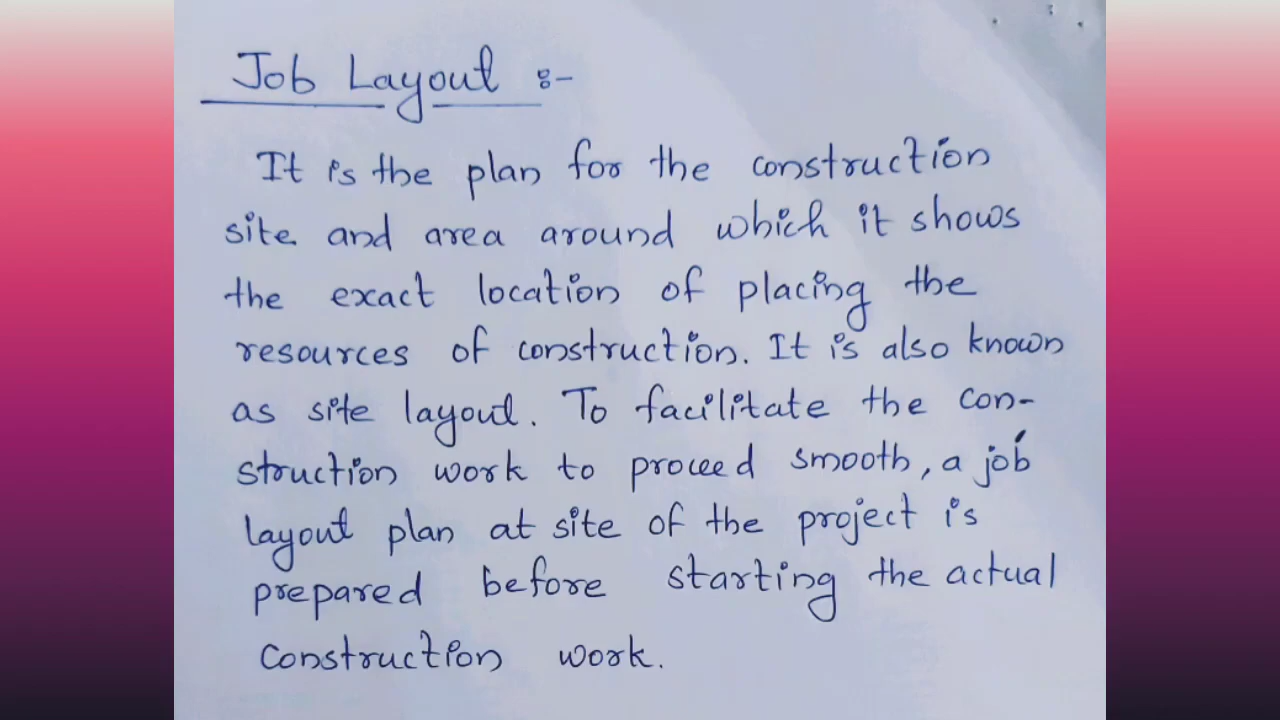 Job Layout :-
It is the plan for the construction
site and area around which it shows
the exact location of placing the
resources of construction. It is also known
as site layout. To facilitate the con-
struction work to proceed smooth, a job
layout plan at site of the project is
prepared before starting the actual
construction work.